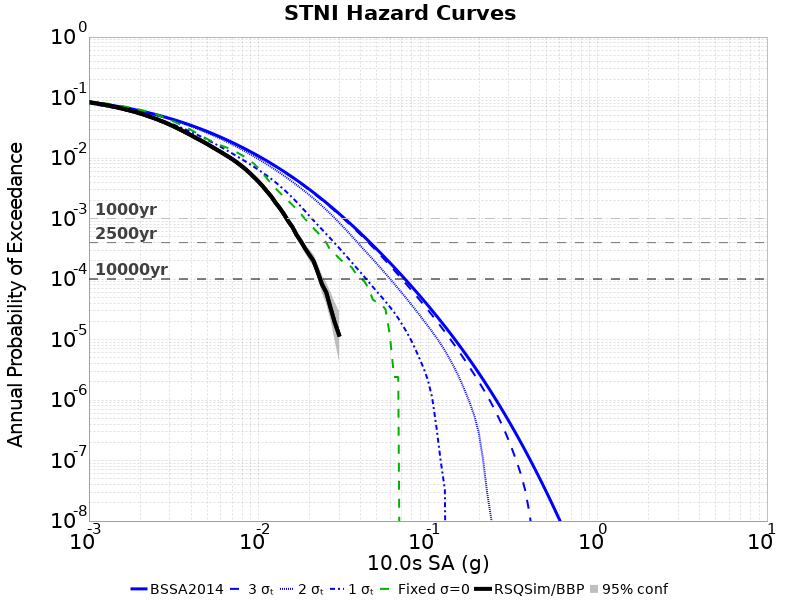 STNI Hazard Curves
Annual Probability of Exceedance
10^0
10^-1
10^-2
10^-3
10^-4
10^-5
10^-6
10^-7
10^-8
1000yr
2500yr
10000yr
10^-3 10^-2 10^-1 10^0 10^1
10.0s SA (g)
BSSA2014 3 σₜ 2 σₜ 1 σₜ Fixed σ=0 RSQSim/BBP 95% conf